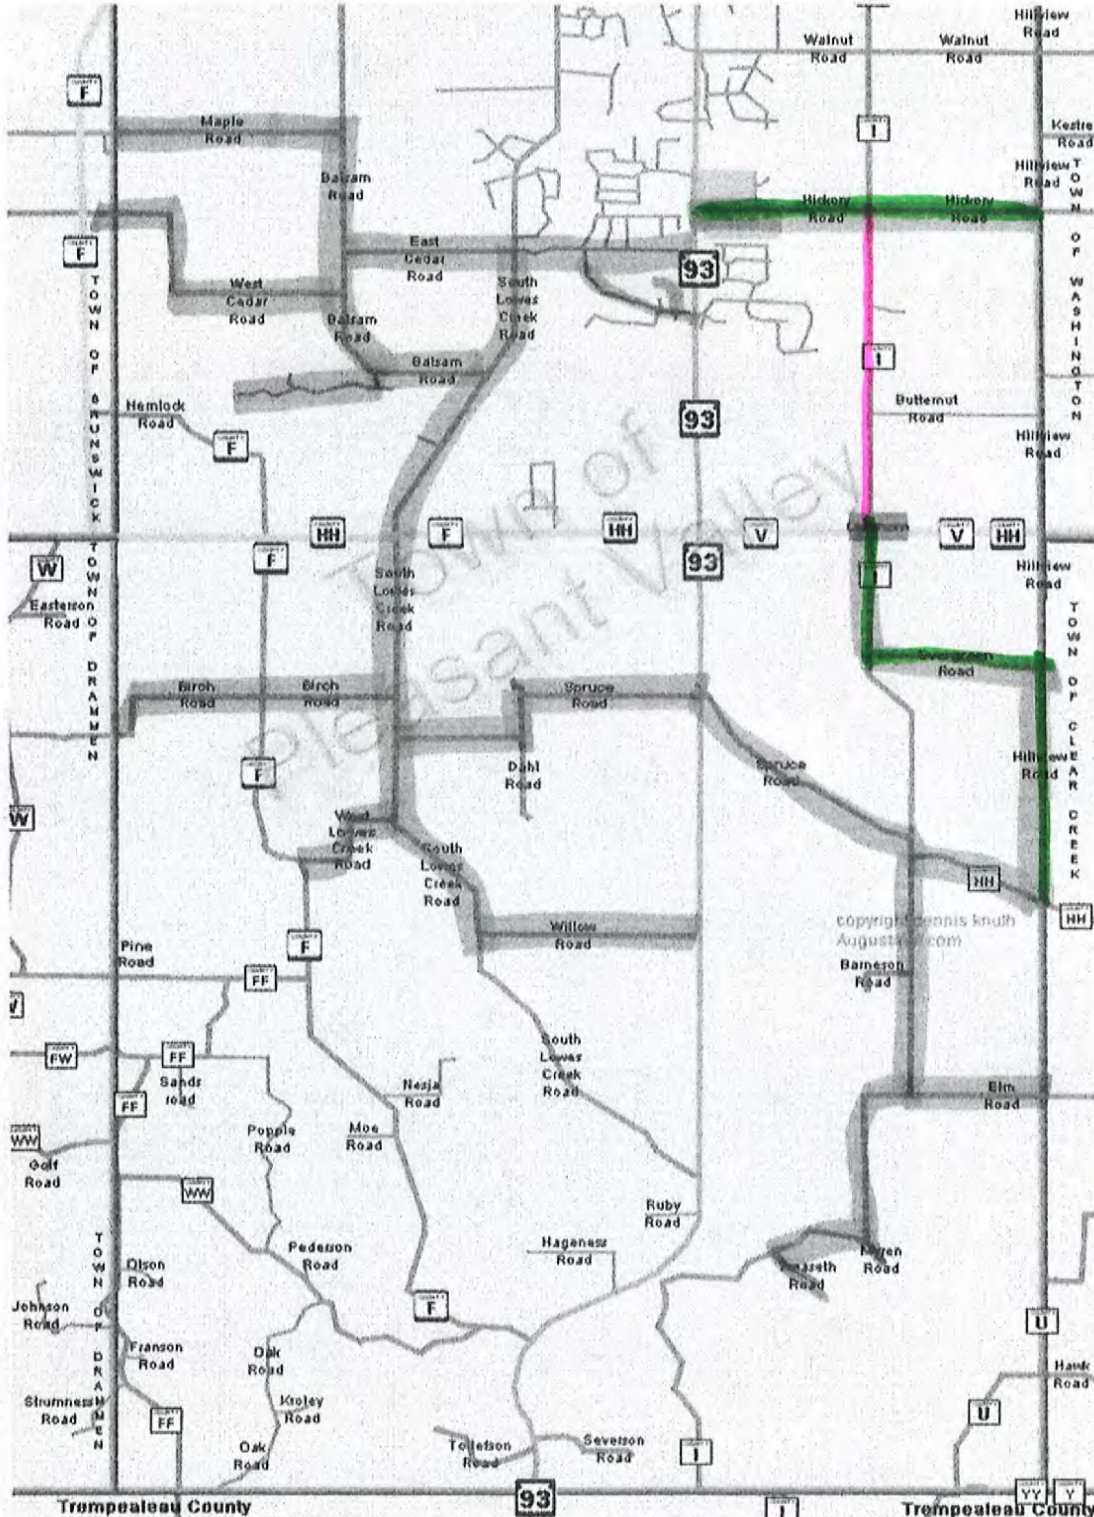 Hillview
Road
Walnut
Road
Walnut
Road
F
Maple
Road
I
Kestre
Road
Balsam
Road
Hillview
Road
Hickory
Road
Hickory
Road
TOWN OF WASHINGTON
F
East
Cedar
Road
93
West
Cedar
Road
South
Lowes
Creek
Road
TOWN OF BRUNSWICK
Balsam
Road
Balsam
Road
I
Hemlock
Road
93
Butternut
Road
Hillview
Road
F
Town of
Pleasant Valley
HH
F
HH
V
V
HH
W
F
93
I
Hillview
Road
Easterson
Road
South
Lowes
Creek
Road
TOWN OF DRAMMEN
TOWN OF CLEAR CREEK
Evergreen
Road
Birch
Road
Birch
Road
Spruce
Road
F
Dahl
Road
Spruce
Road
Hillview
Road
W
West
Lowes
Creek
Road
South
Lowes
Creek
Road
HH
HH
Willow
Road
copyright dennis knuth
Pine
Road
F
FF
Barneson
Road
FW
FF
Sands
road
South
Lowes
Creek
Road
Nesja
Road
Elm
Road
FF
WW
Golf
Road
Popple
Road
Moe
Road
WW
Ruby
Road
TOWN OF DRAMMEN
Pederson
Road
Hageness
Road
Olson
Road
Johnson
Road
F
U
Franson
Road
Oak
Road
Hawk
Road
Strumness
Road
FF
Kroley
Road
U
Oak
Road
Tollefson
Road
Severson
Road
I
Trempealeau County
93
I
YY
Y
Trempealeau County